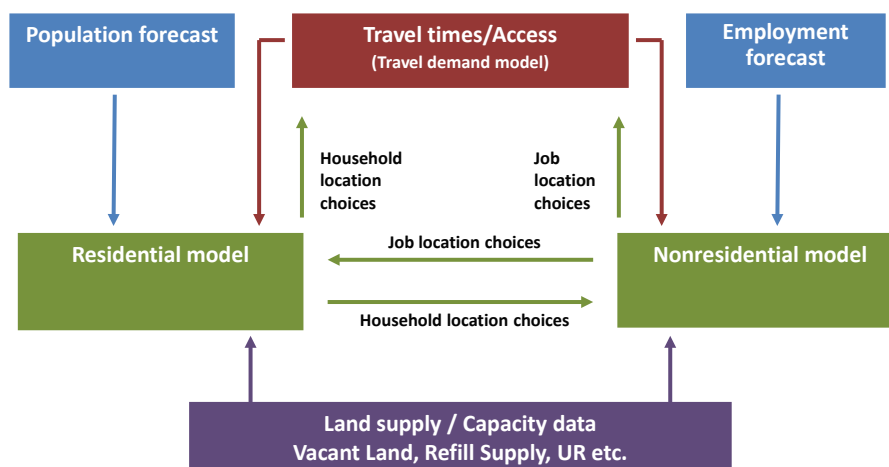 Population forecast
Travel times/Access
(Travel demand model)
Employment
forecast
Household
location
choices
Job
location
choices
Residential model
Job location choices
Nonresidential model
Household location choices
Land supply / Capacity data
Vacant Land, Refill Supply, UR etc.